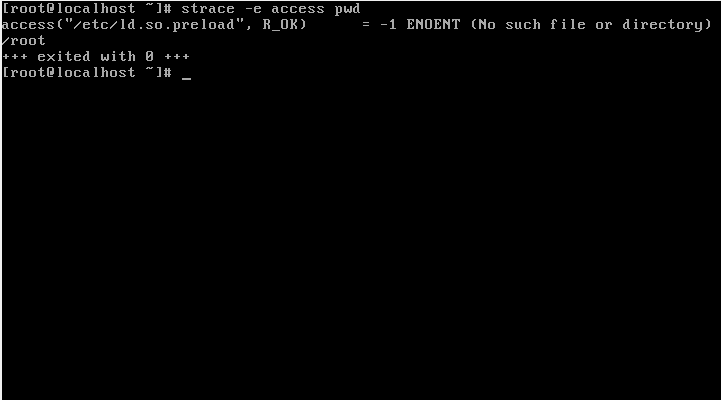 [root@localhost ~]# strace -e access pwd
access("/etc/ld.so.preload", R_OK)      = -1 ENOENT (No such file or directory)
/root
+++ exited with 0 +++
[root@localhost ~]# _